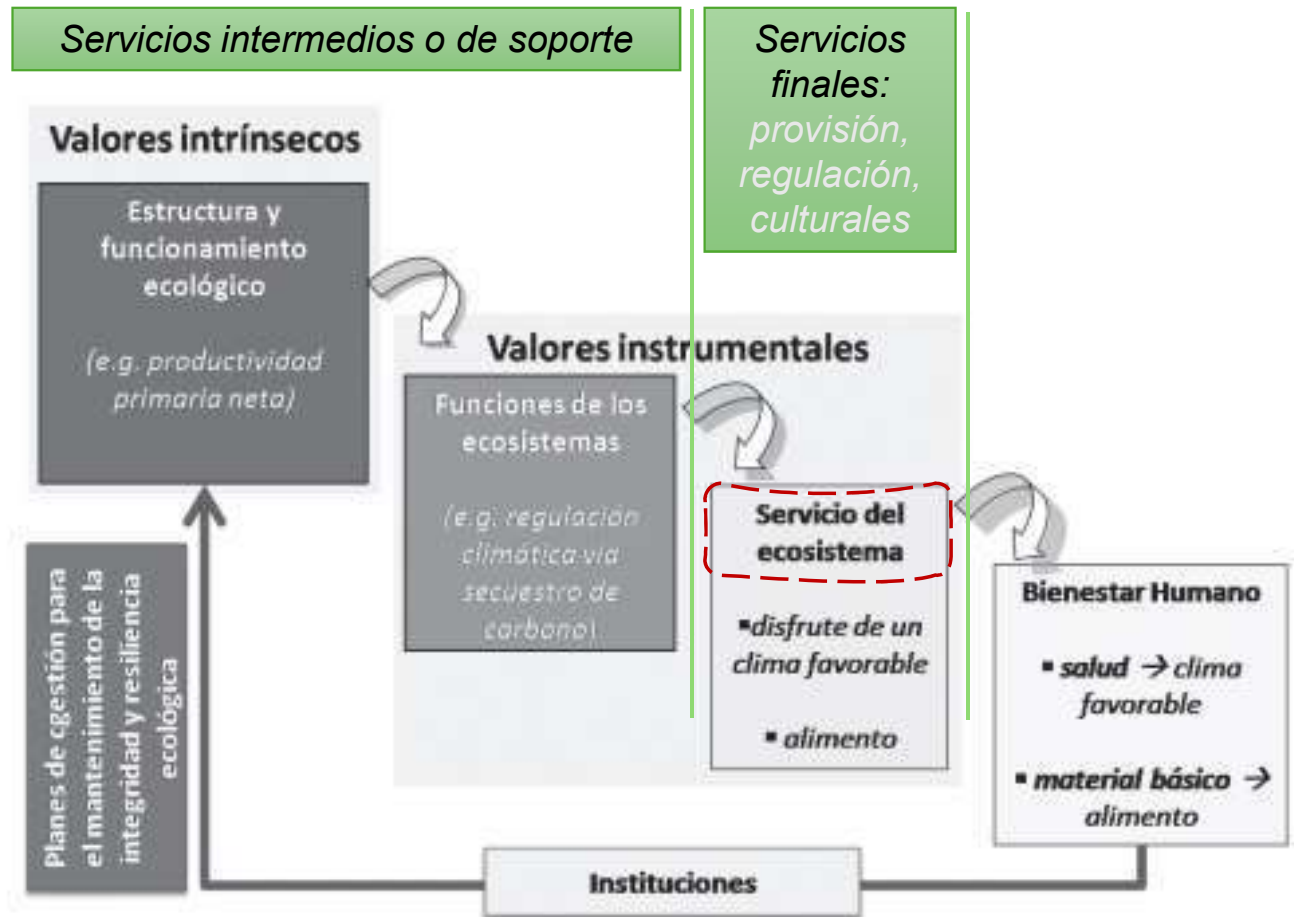 Servicios intermedios o de soporte
Servicios
finales:
provisión,
regulación,
culturales
Valores intrínsecos
Estructura y
funcionamiento
ecológico
(e.g. productividad
primaria neta)
Valores instrumentales
Funciones de los
ecosistemas
(e.g. regulación
climática via
secuestro de
carbono)
Servicio del
ecosistema
▪disfrute de un
clima favorable
▪ alimento
Bienestar Humano
▪ salud → clima
favorable
▪ material básico →
alimento
Planes de cgestión para
el mantenimiento de la
integridad y resiliencia
ecológica
Instituciones